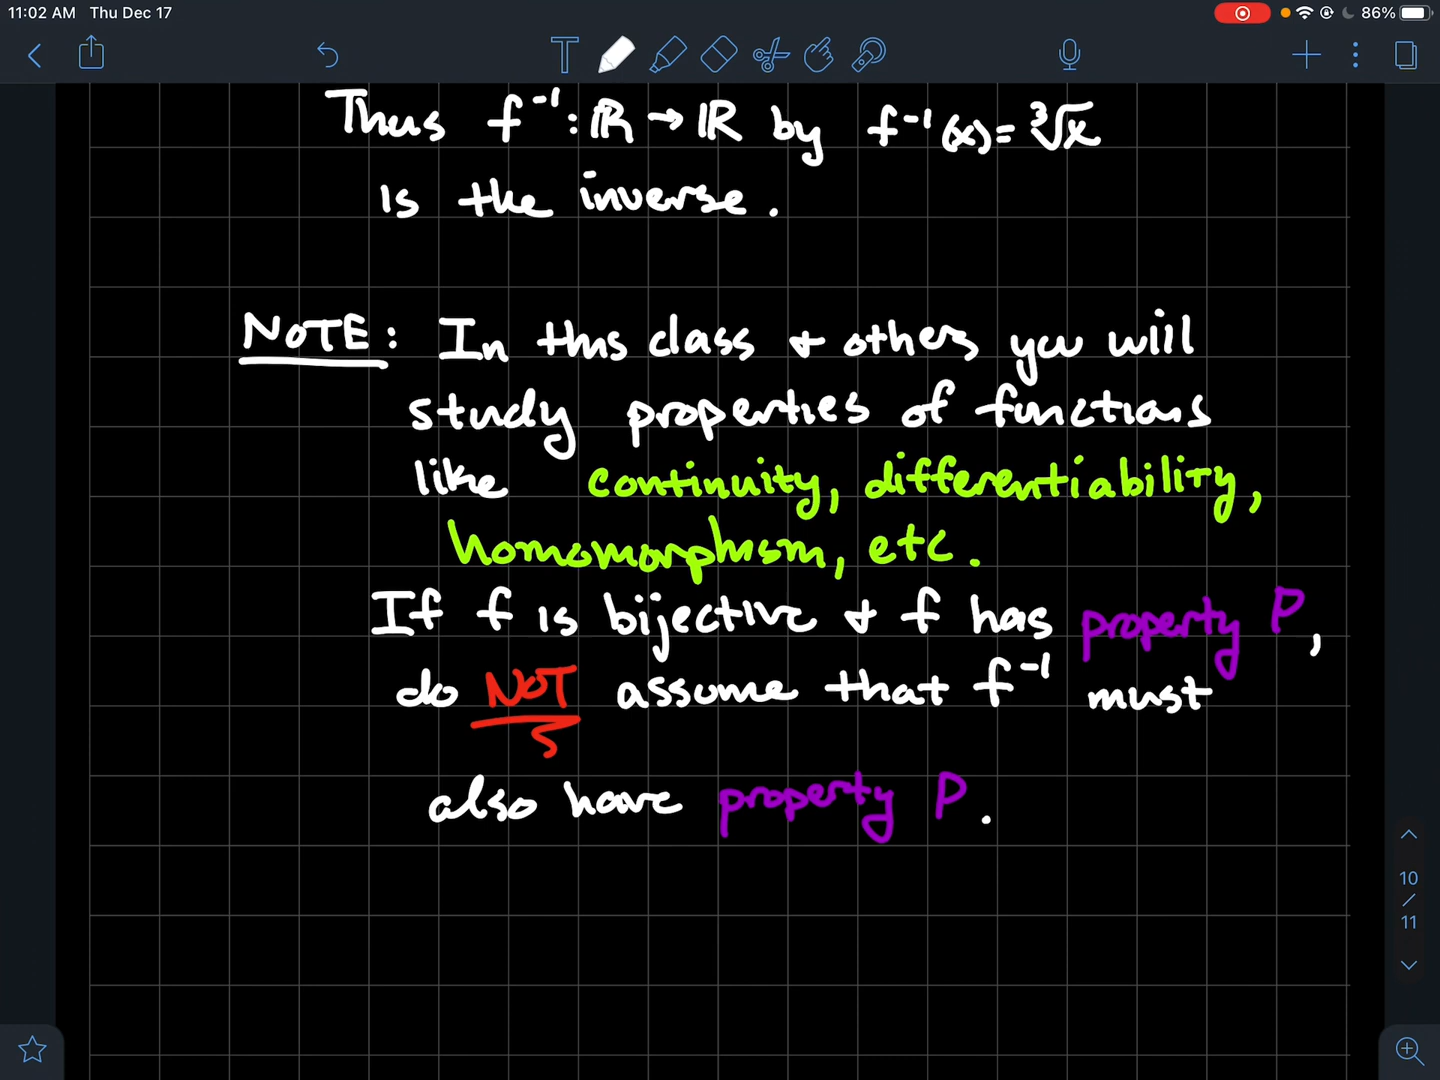 11:02 AM Thu Dec 17
86%
Thus f⁻¹: ℝ → ℝ by f⁻¹(x) = ∛x
is the inverse.
NOTE: In this class & others you will
study properties of functions
like continuity, differentiability,
homomorphism, etc.
If f is bijective & f has property P,
do NOT assume that f⁻¹ must
also have property P.
10
/
11